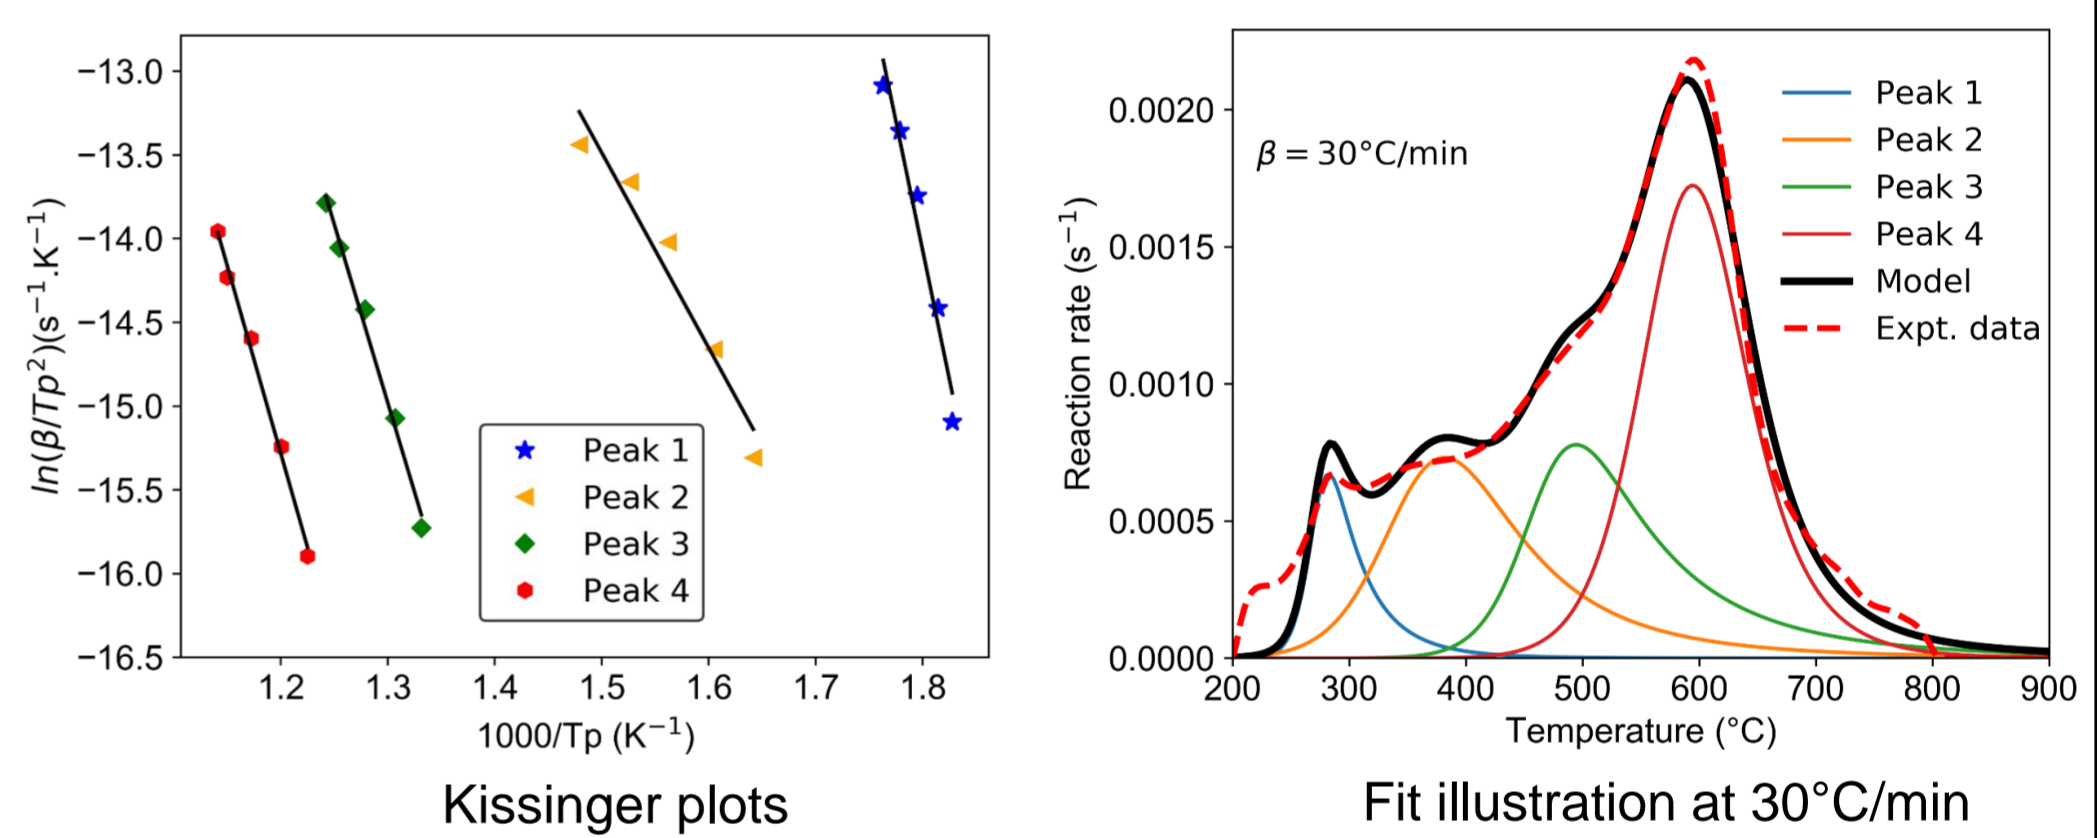 −13.0
−13.5
−14.0
−14.5
−15.0
−15.5
−16.0
−16.5
ln(β/Tp²)(s⁻¹.K⁻¹)
1.2 1.3 1.4 1.5 1.6 1.7 1.8
1000/Tp (K⁻¹)
Peak 1
Peak 2
Peak 3
Peak 4
Kissinger plots
0.0020
0.0015
0.0010
0.0005
0.0000
Reaction rate (s⁻¹)
β = 30°C/min
Peak 1
Peak 2
Peak 3
Peak 4
Model
Expt. data
200 300 400 500 600 700 800 900
Temperature (°C)
Fit illustration at 30°C/min